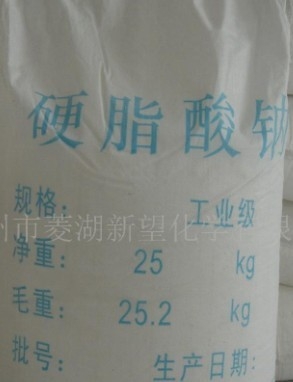 硬脂酸钠
规格： 工业级
州市菱湖新望化学
净重： 25 kg
毛重： 25.2 kg
批号： 生产日期：